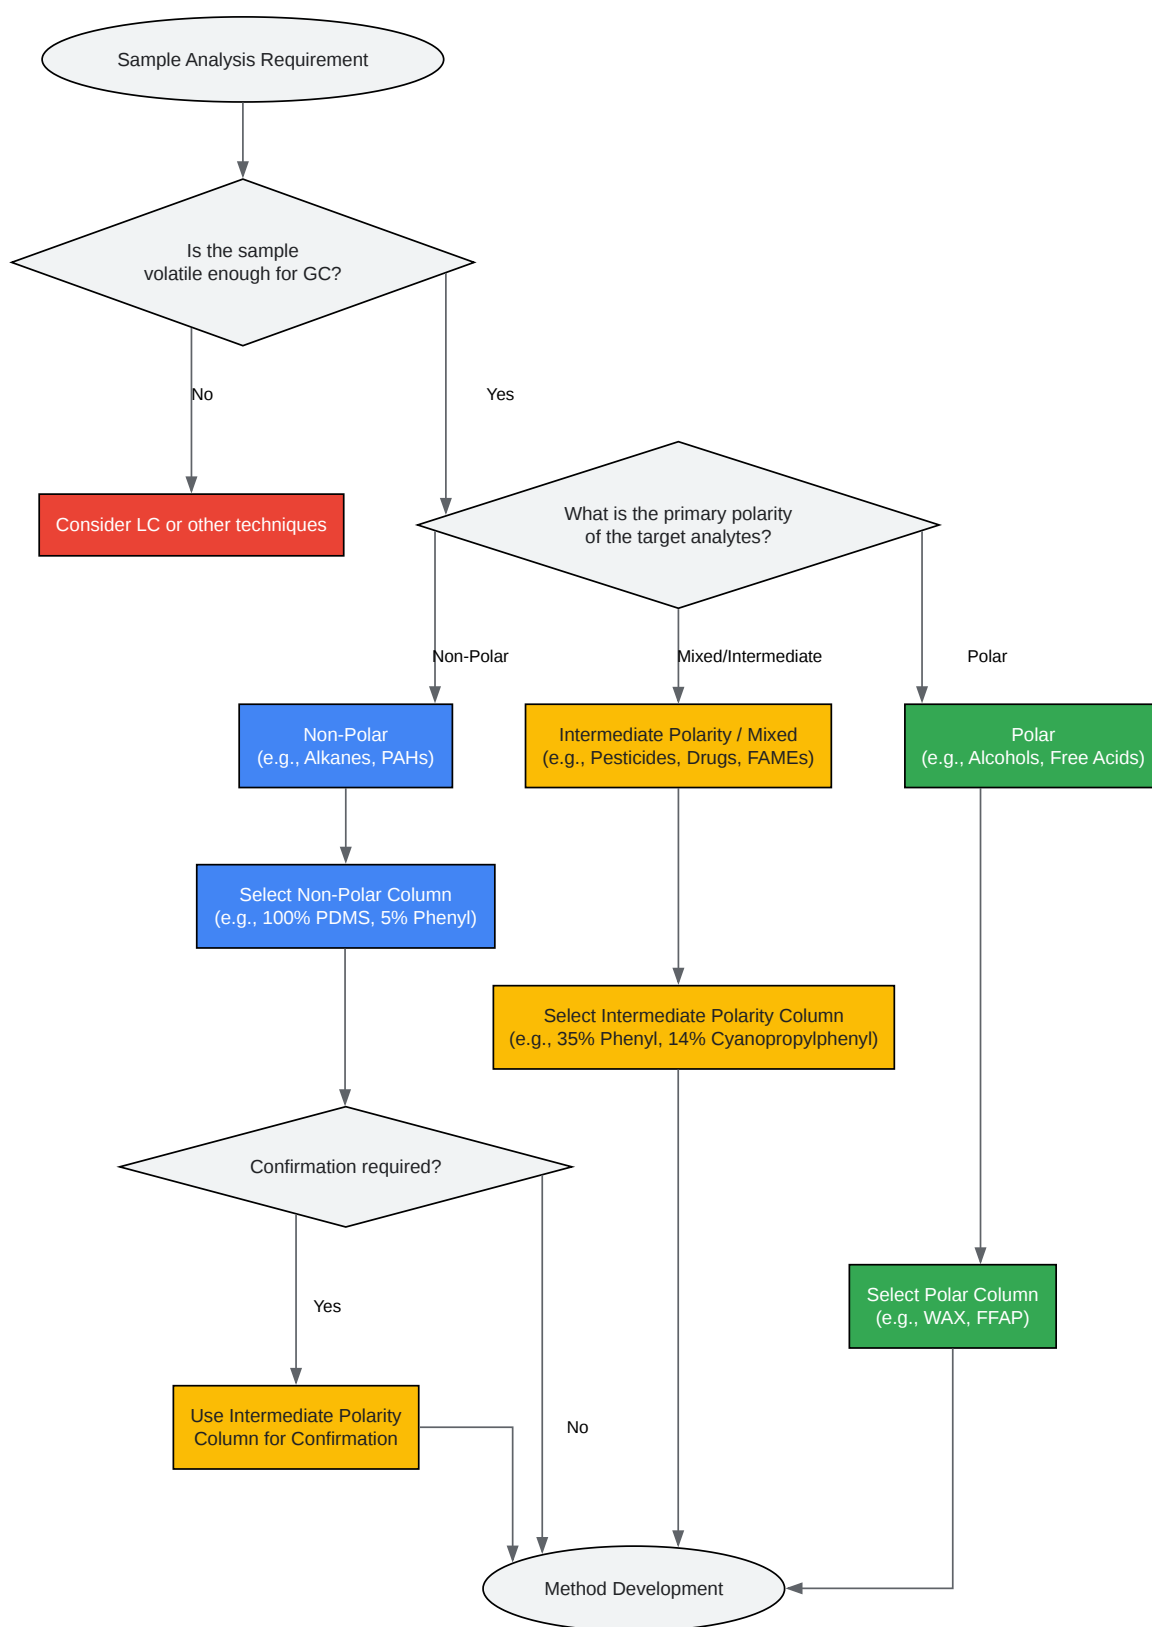 Sample Analysis Requirement
Is the sample
volatile enough for GC?
No
Yes
Consider LC or other techniques
What is the primary polarity
of the target analytes?
Non-Polar
Mixed/Intermediate
Polar
Non-Polar
(e.g., Alkanes, PAHs)
Intermediate Polarity / Mixed
(e.g., Pesticides, Drugs, FAMEs)
Polar
(e.g., Alcohols, Free Acids)
Select Non-Polar Column
(e.g., 100% PDMS, 5% Phenyl)
Select Intermediate Polarity Column
(e.g., 35% Phenyl, 14% Cyanopropylphenyl)
Confirmation required?
Select Polar Column
(e.g., WAX, FFAP)
Yes
Use Intermediate Polarity
Column for Confirmation
No
Method Development